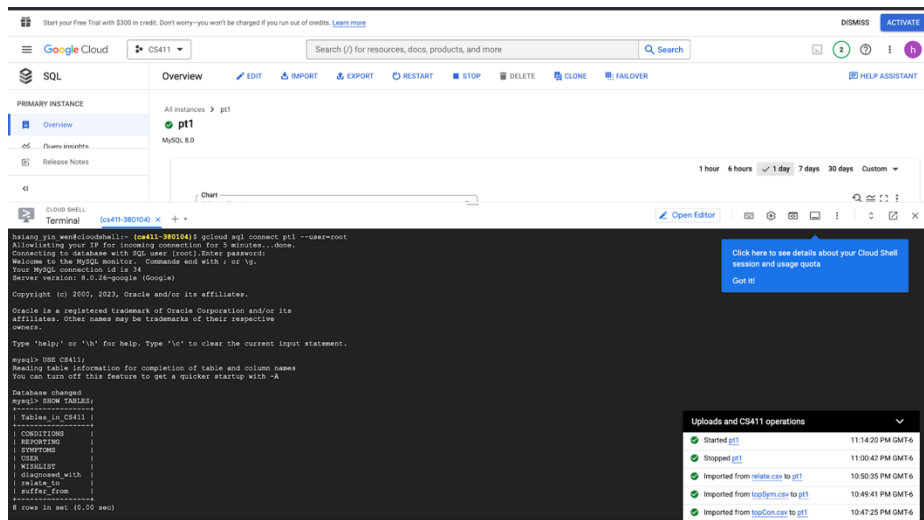 Start your Free Trial with $300 in credit. Don't worry—you won't be charged if you run out of credits. Learn more
DISMISS
ACTIVATE
Google Cloud
CS411
Search (/) for resources, docs, products, and more
Search
2
h
SQL
Overview
EDIT
IMPORT
EXPORT
RESTART
STOP
DELETE
CLONE
FAILOVER
HELP ASSISTANT
PRIMARY INSTANCE
Overview
Query insights
Release Notes
All instances > pt1
pt1
MySQL 8.0
1 hour 6 hours 1 day 7 days 30 days Custom
Chart
CLOUD SHELL
Terminal
(cs411-380104)
Open Editor
hsiang_yin_wen@cloudshell:~ (cs411-380104)$ gcloud sql connect pt1 --user=root
Allowlisting your IP for incoming connection for 5 minutes...done.
Connecting to database with SQL user [root].Enter password:
Welcome to the MySQL monitor. Commands end with ; or \g.
Your MySQL connection id is 34
Server version: 8.0.26-google (Google)
Copyright (c) 2000, 2023, Oracle and/or its affiliates.
Oracle is a registered trademark of Oracle Corporation and/or its
affiliates. Other names may be trademarks of their respective
owners.
Type 'help;' or '\h' for help. Type '\c' to clear the current input statement.
mysql> USE CS411;
Reading table information for completion of table and column names
You can turn off this feature to get a quicker startup with -A
Database changed
mysql> SHOW TABLES;
+-----------------+
| Tables_in_CS411 |
+-----------------+
| CONDITIONS |
| REPORTING |
| SYMPTOMS |
| USER |
| WISHLIST |
| diagnosed_with |
| relate_to |
| suffer_from |
+-----------------+
8 rows in set (0.00 sec)
Click here to see details about your Cloud Shell
session and usage quota
Got it!
Uploads and CS411 operations
Started pt1 11:14:20 PM GMT-6
Stopped pt1 11:00:42 PM GMT-6
Imported from relate.csv to pt1 10:50:35 PM GMT-6
Imported from topSym.csv to pt1 10:49:41 PM GMT-6
Imported from topCon.csv to pt1 10:47:25 PM GMT-6